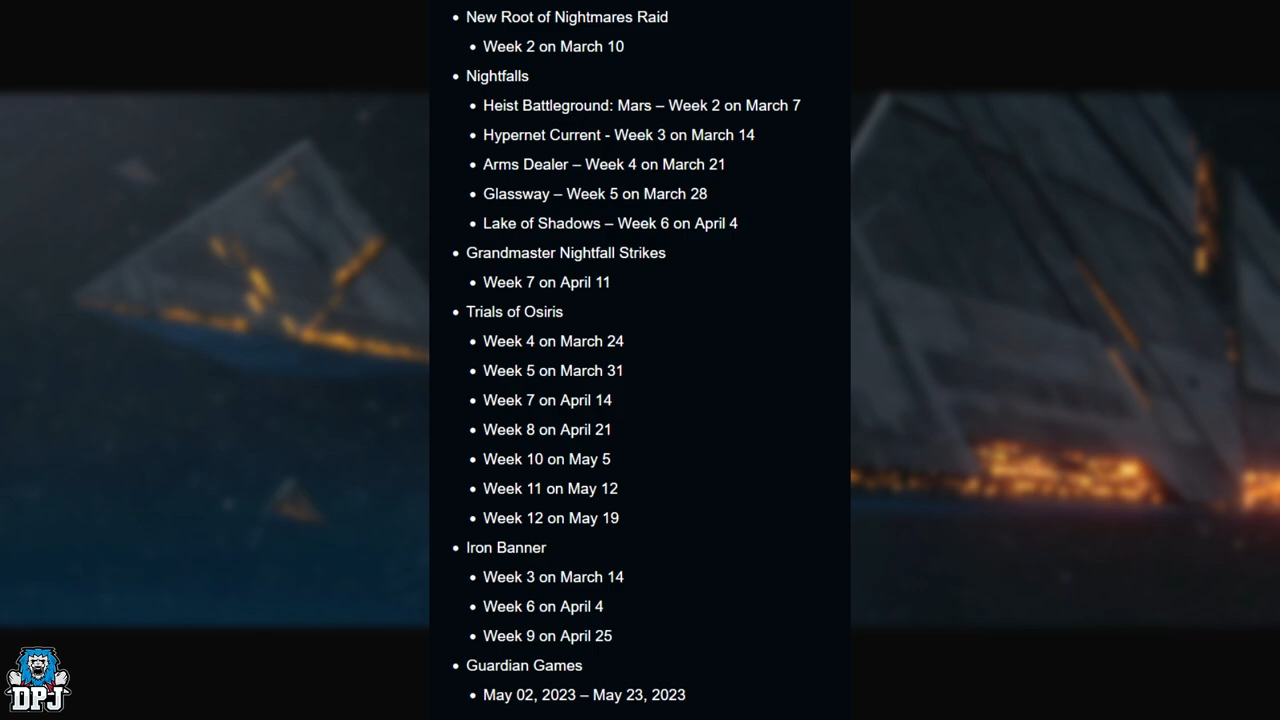 • New Root of Nightmares Raid
• Week 2 on March 10
• Nightfalls
• Heist Battleground: Mars – Week 2 on March 7
• Hypernet Current - Week 3 on March 14
• Arms Dealer – Week 4 on March 21
• Glassway – Week 5 on March 28
• Lake of Shadows – Week 6 on April 4
• Grandmaster Nightfall Strikes
• Week 7 on April 11
• Trials of Osiris
• Week 4 on March 24
• Week 5 on March 31
• Week 7 on April 14
• Week 8 on April 21
• Week 10 on May 5
• Week 11 on May 12
• Week 12 on May 19
• Iron Banner
• Week 3 on March 14
• Week 6 on April 4
• Week 9 on April 25
• Guardian Games
• May 02, 2023 – May 23, 2023
DPJ